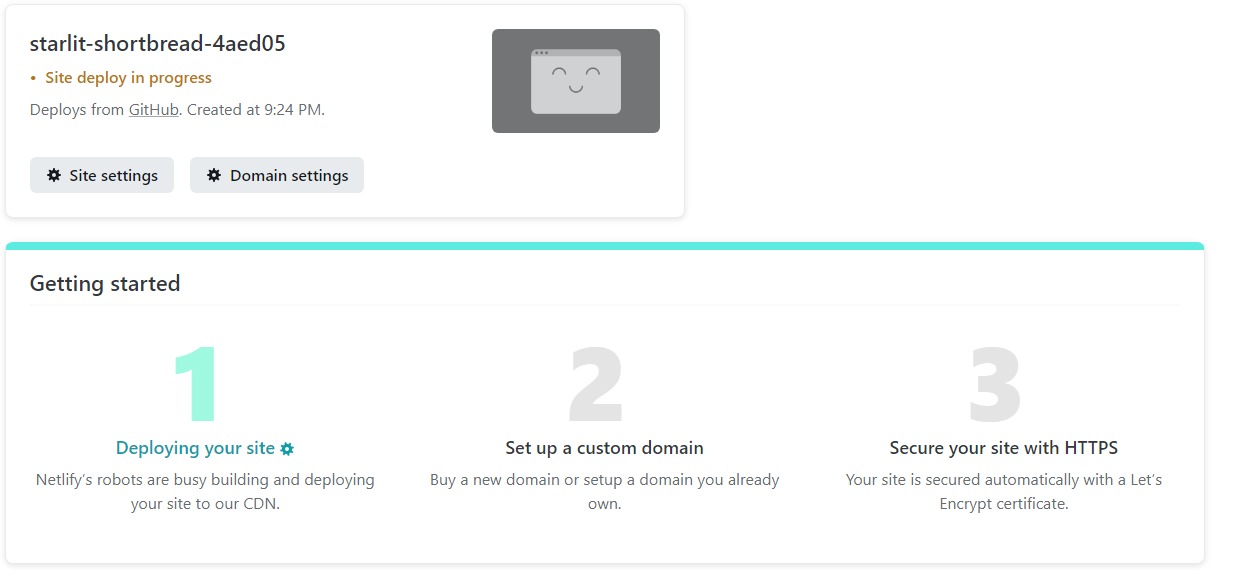 starlit-shortbread-4aed05
• Site deploy in progress
Deploys from GitHub. Created at 9:24 PM.
Site settings
Domain settings
Getting started
1
Deploying your site
Netlify’s robots are busy building and deploying
your site to our CDN.
2
Set up a custom domain
Buy a new domain or setup a domain you already
own.
3
Secure your site with HTTPS
Your site is secured automatically with a Let’s
Encrypt certificate.